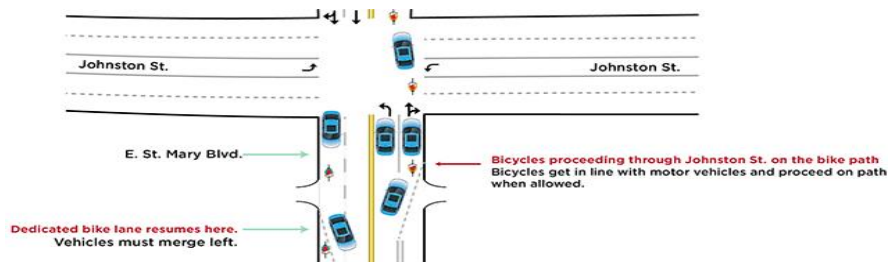 Johnston St.
Johnston St.
E. St. Mary Blvd.
Bicycles proceeding through Johnston St. on the bike path
Bicycles get in line with motor vehicles and proceed on path
when allowed.
Dedicated bike lane resumes here.
Vehicles must merge left.